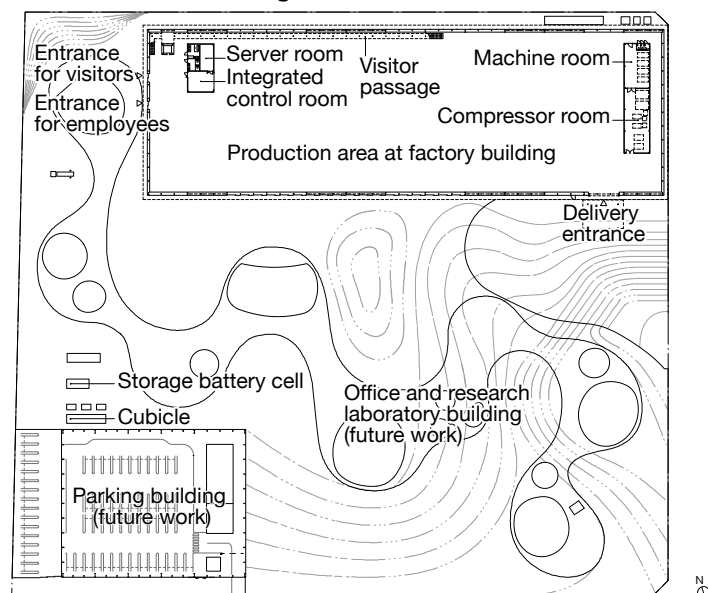 Entrance
for visitors
Entrance
for employees
Server room
Integrated
control room
Visitor
passage
Machine room
Compressor room
Production area at factory building
Delivery
entrance
Storage battery cell
Cubicle
Office and research
laboratory building
(future work)
Parking building
(future work)
N